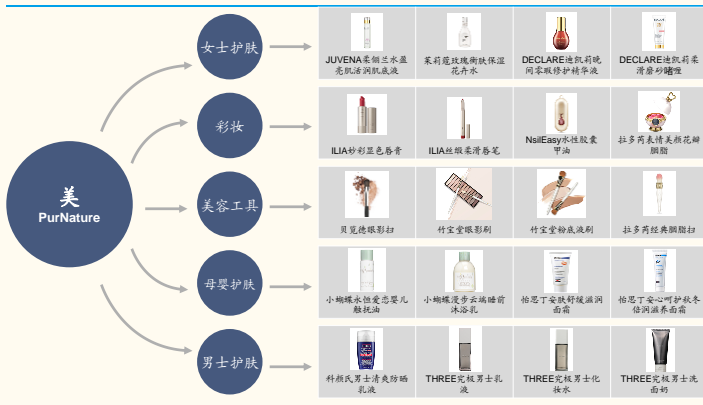 美
PurNature
女士护肤
JUVENA柔俪兰水盈
亮肌活润肌底液
茱莉蔻玫瑰衡肤保湿
花卉水
DECLARE迪凯莉晚
间零瑕修护精华液
DECLARE迪凯莉柔
滑磨砂啫喱
彩妆
ILIA妙彩显色唇膏
ILIA丝缎柔滑唇笔
NsilEasy水性胶囊
甲油
拉多芮表情美颜花瓣
胭脂
美容工具
贝览德眼影扫
竹宝堂眼影刷
竹宝堂粉底液刷
拉多芮经典胭脂扫
母婴护肤
小蝴蝶永恒爱恋婴儿
触抚油
小蝴蝶漫步云端睡前
沐浴乳
怡思丁安肤舒缓滋润
面霜
怡思丁安心呵护秋冬
倍润滋养面霜
男士护肤
科颜氏男士清爽防晒
乳液
THREE究极男士乳
液
THREE究极男士化
妆水
THREE究极男士洗
面奶